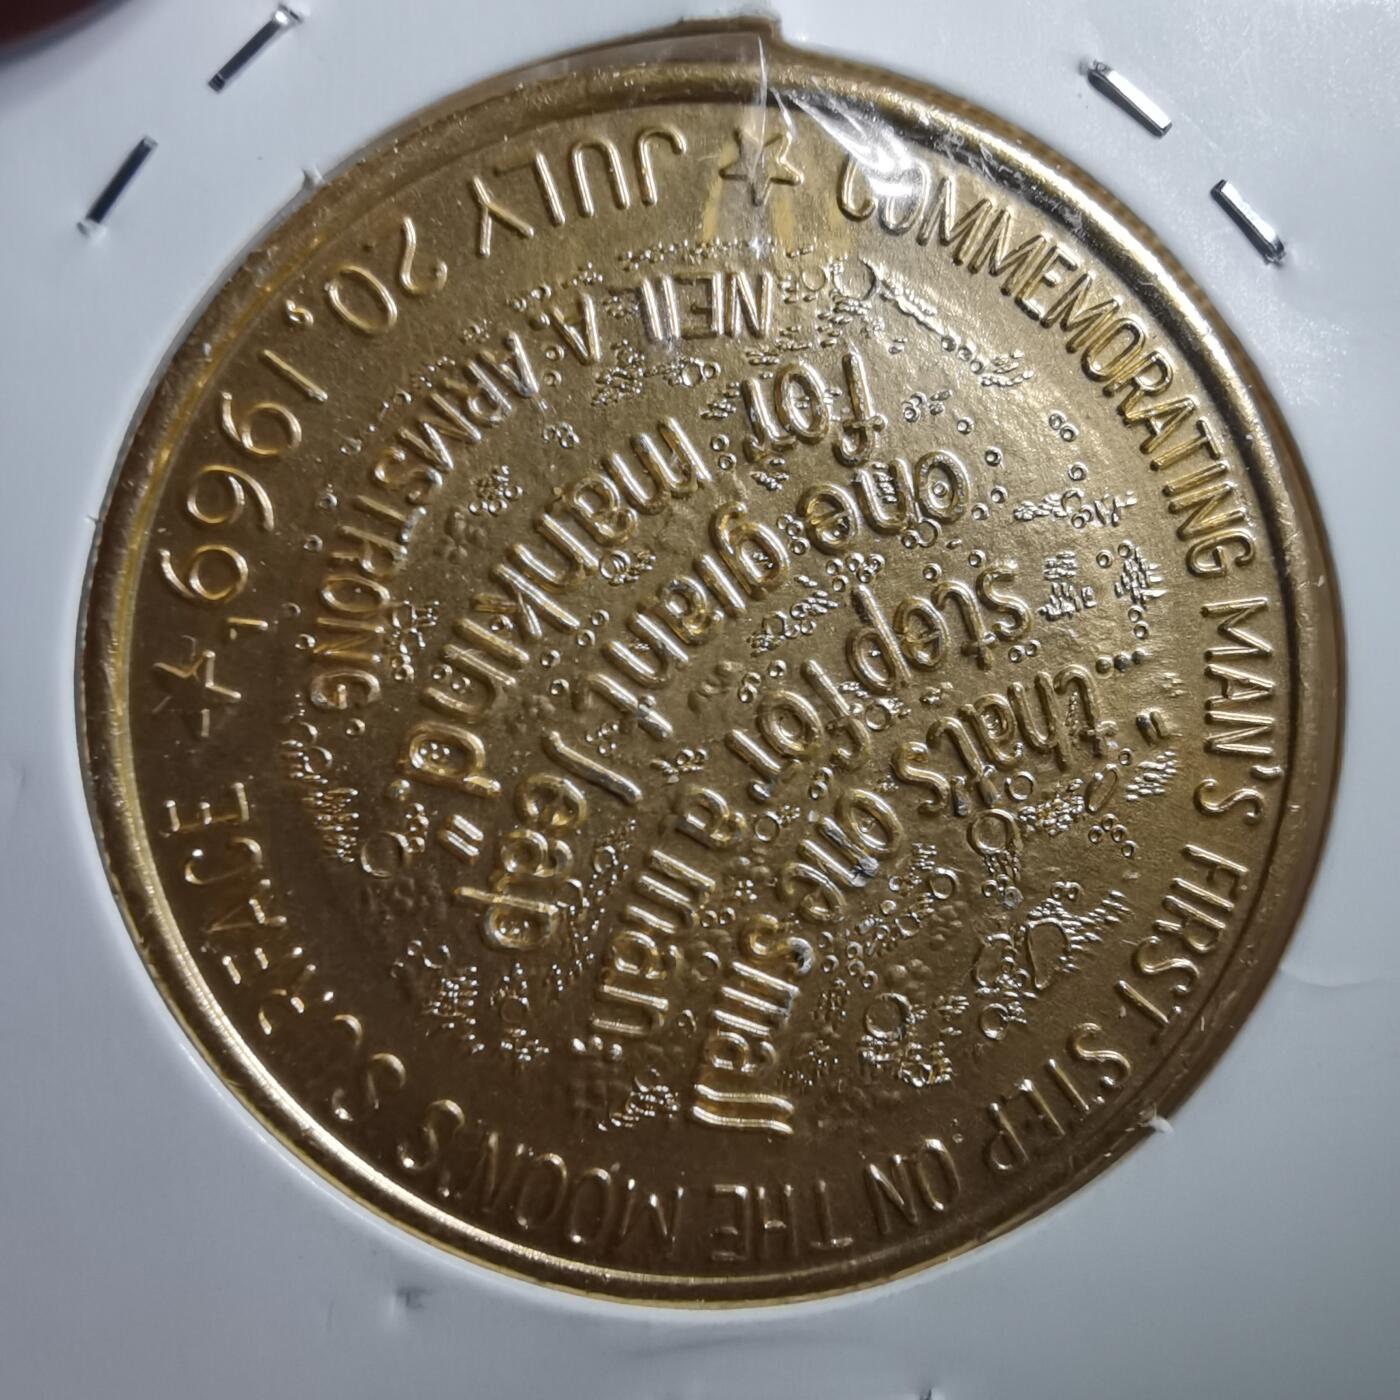 COMMEMORATING MAN'S FIRST STEP ON THE MOON'S SURFACE
JULY 20, 1969
"that's one small
step for a man;
one giant leap
for mankind."
NEIL A. ARMSTRONG